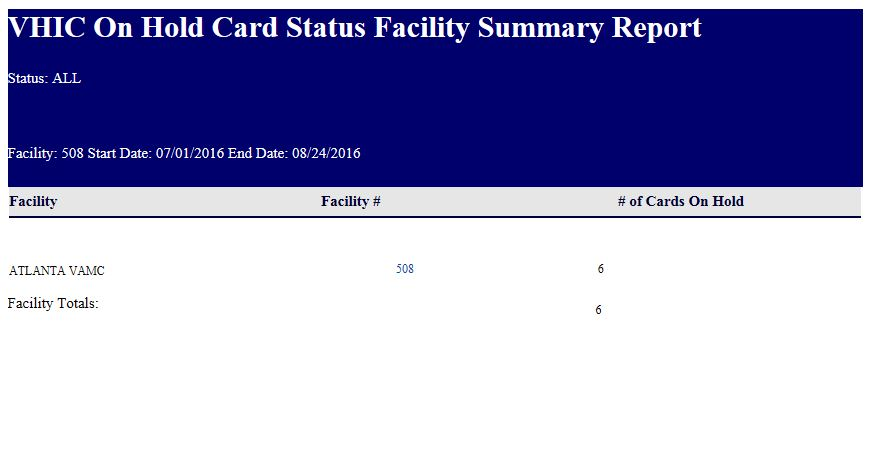 VHIC On Hold Card Status Facility Summary Report
Status: ALL
Facility: 508 Start Date: 07/01/2016 End Date: 08/24/2016
Facility Facility # # of Cards On Hold
ATLANTA VAMC 508 6
Facility Totals: 6